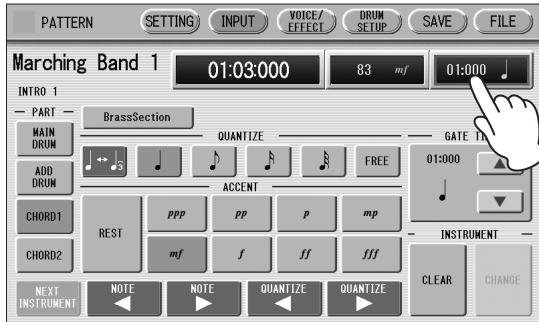 PATTERN SETTING INPUT VOICE/ EFFECT DRUM SETUP SAVE FILE
Marching Band 1 01:03:000 83 mf 01:000
INTRO 1
PART
BrassSection
MAIN DRUM
QUANTIZE
GATE
3 FREE
01:000
ADD DRUM
ACCENT
CHORD1
REST
ppp pp p mp
INSTRUMENT
CHORD2
mf f ff fff
CLEAR CHANGE
NEXT INSTRUMENT
NOTE NOTE QUANTIZE QUANTIZE